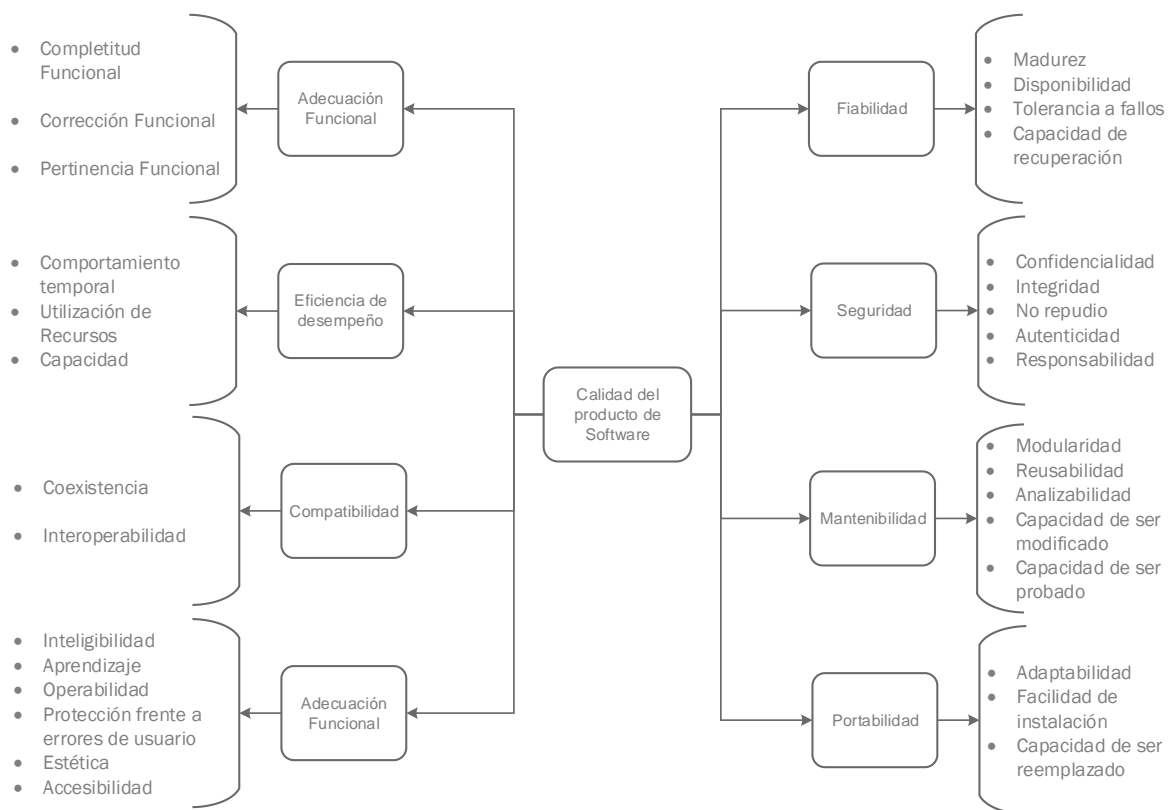 Completitud
Funcional
Corrección Funcional
Pertinencia Funcional
Adecuación
Funcional
Comportamiento
temporal
Utilización de
Recursos
Capacidad
Eficiencia de
desempeño
Coexistencia
Interoperabilidad
Compatibilidad
Inteligibilidad
Aprendizaje
Operabilidad
Protección frente a
errores de usuario
Estética
Accesibilidad
Adecuación
Funcional
Calidad del
producto de
Software
Fiabilidad
Madurez
Disponibilidad
Tolerancia a fallos
Capacidad de
recuperación
Seguridad
Confidencialidad
Integridad
No repudio
Autenticidad
Responsabilidad
Mantenibilidad
Modularidad
Reusabilidad
Analizabilidad
Capacidad de ser
modificado
Capacidad de ser
probado
Portabilidad
Adaptabilidad
Facilidad de
instalación
Capacidad de ser
reemplazado